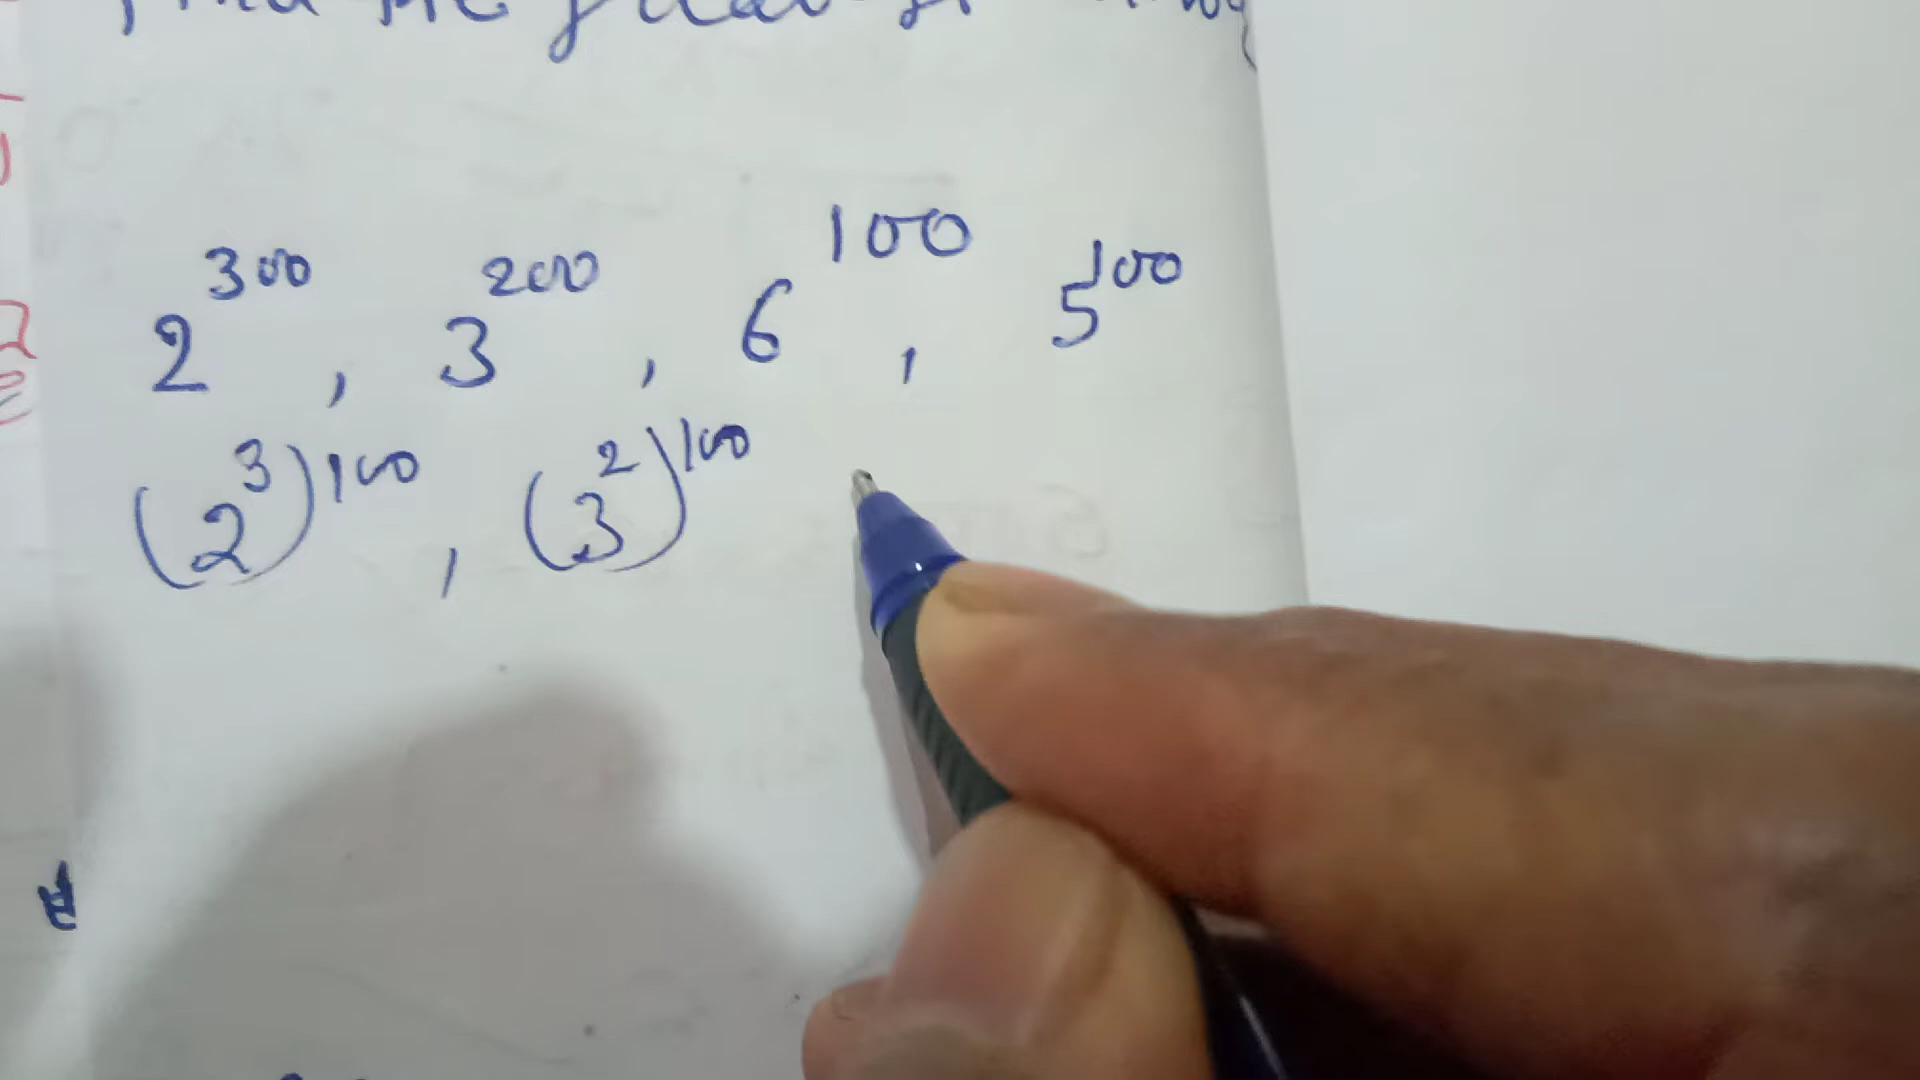 2^300 , 3^200 , 6^100 , 5^100
(2^3)^100 , (3^2)^100